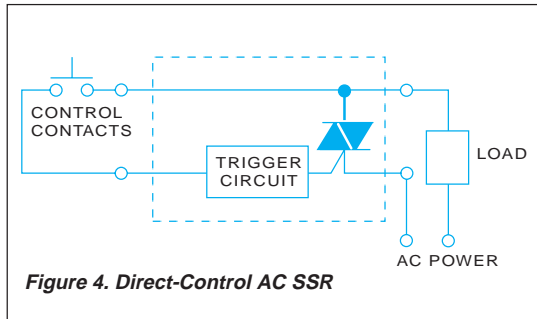 CONTROL
CONTACTS
TRIGGER
CIRCUIT
LOAD
AC POWER
Figure 4. Direct-Control AC SSR